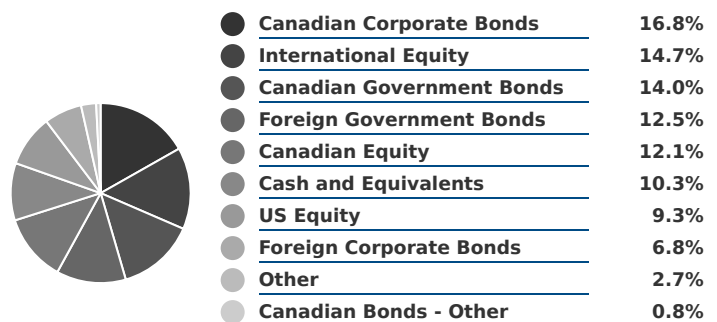 Canadian Corporate Bonds 16.8%
International Equity 14.7%
Canadian Government Bonds 14.0%
Foreign Government Bonds 12.5%
Canadian Equity 12.1%
Cash and Equivalents 10.3%
US Equity 9.3%
Foreign Corporate Bonds 6.8%
Other 2.7%
Canadian Bonds - Other 0.8%